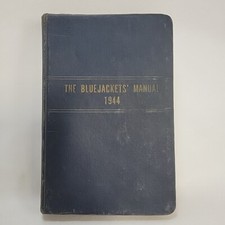 THE BLUEJACKETS' MANUAL
1944